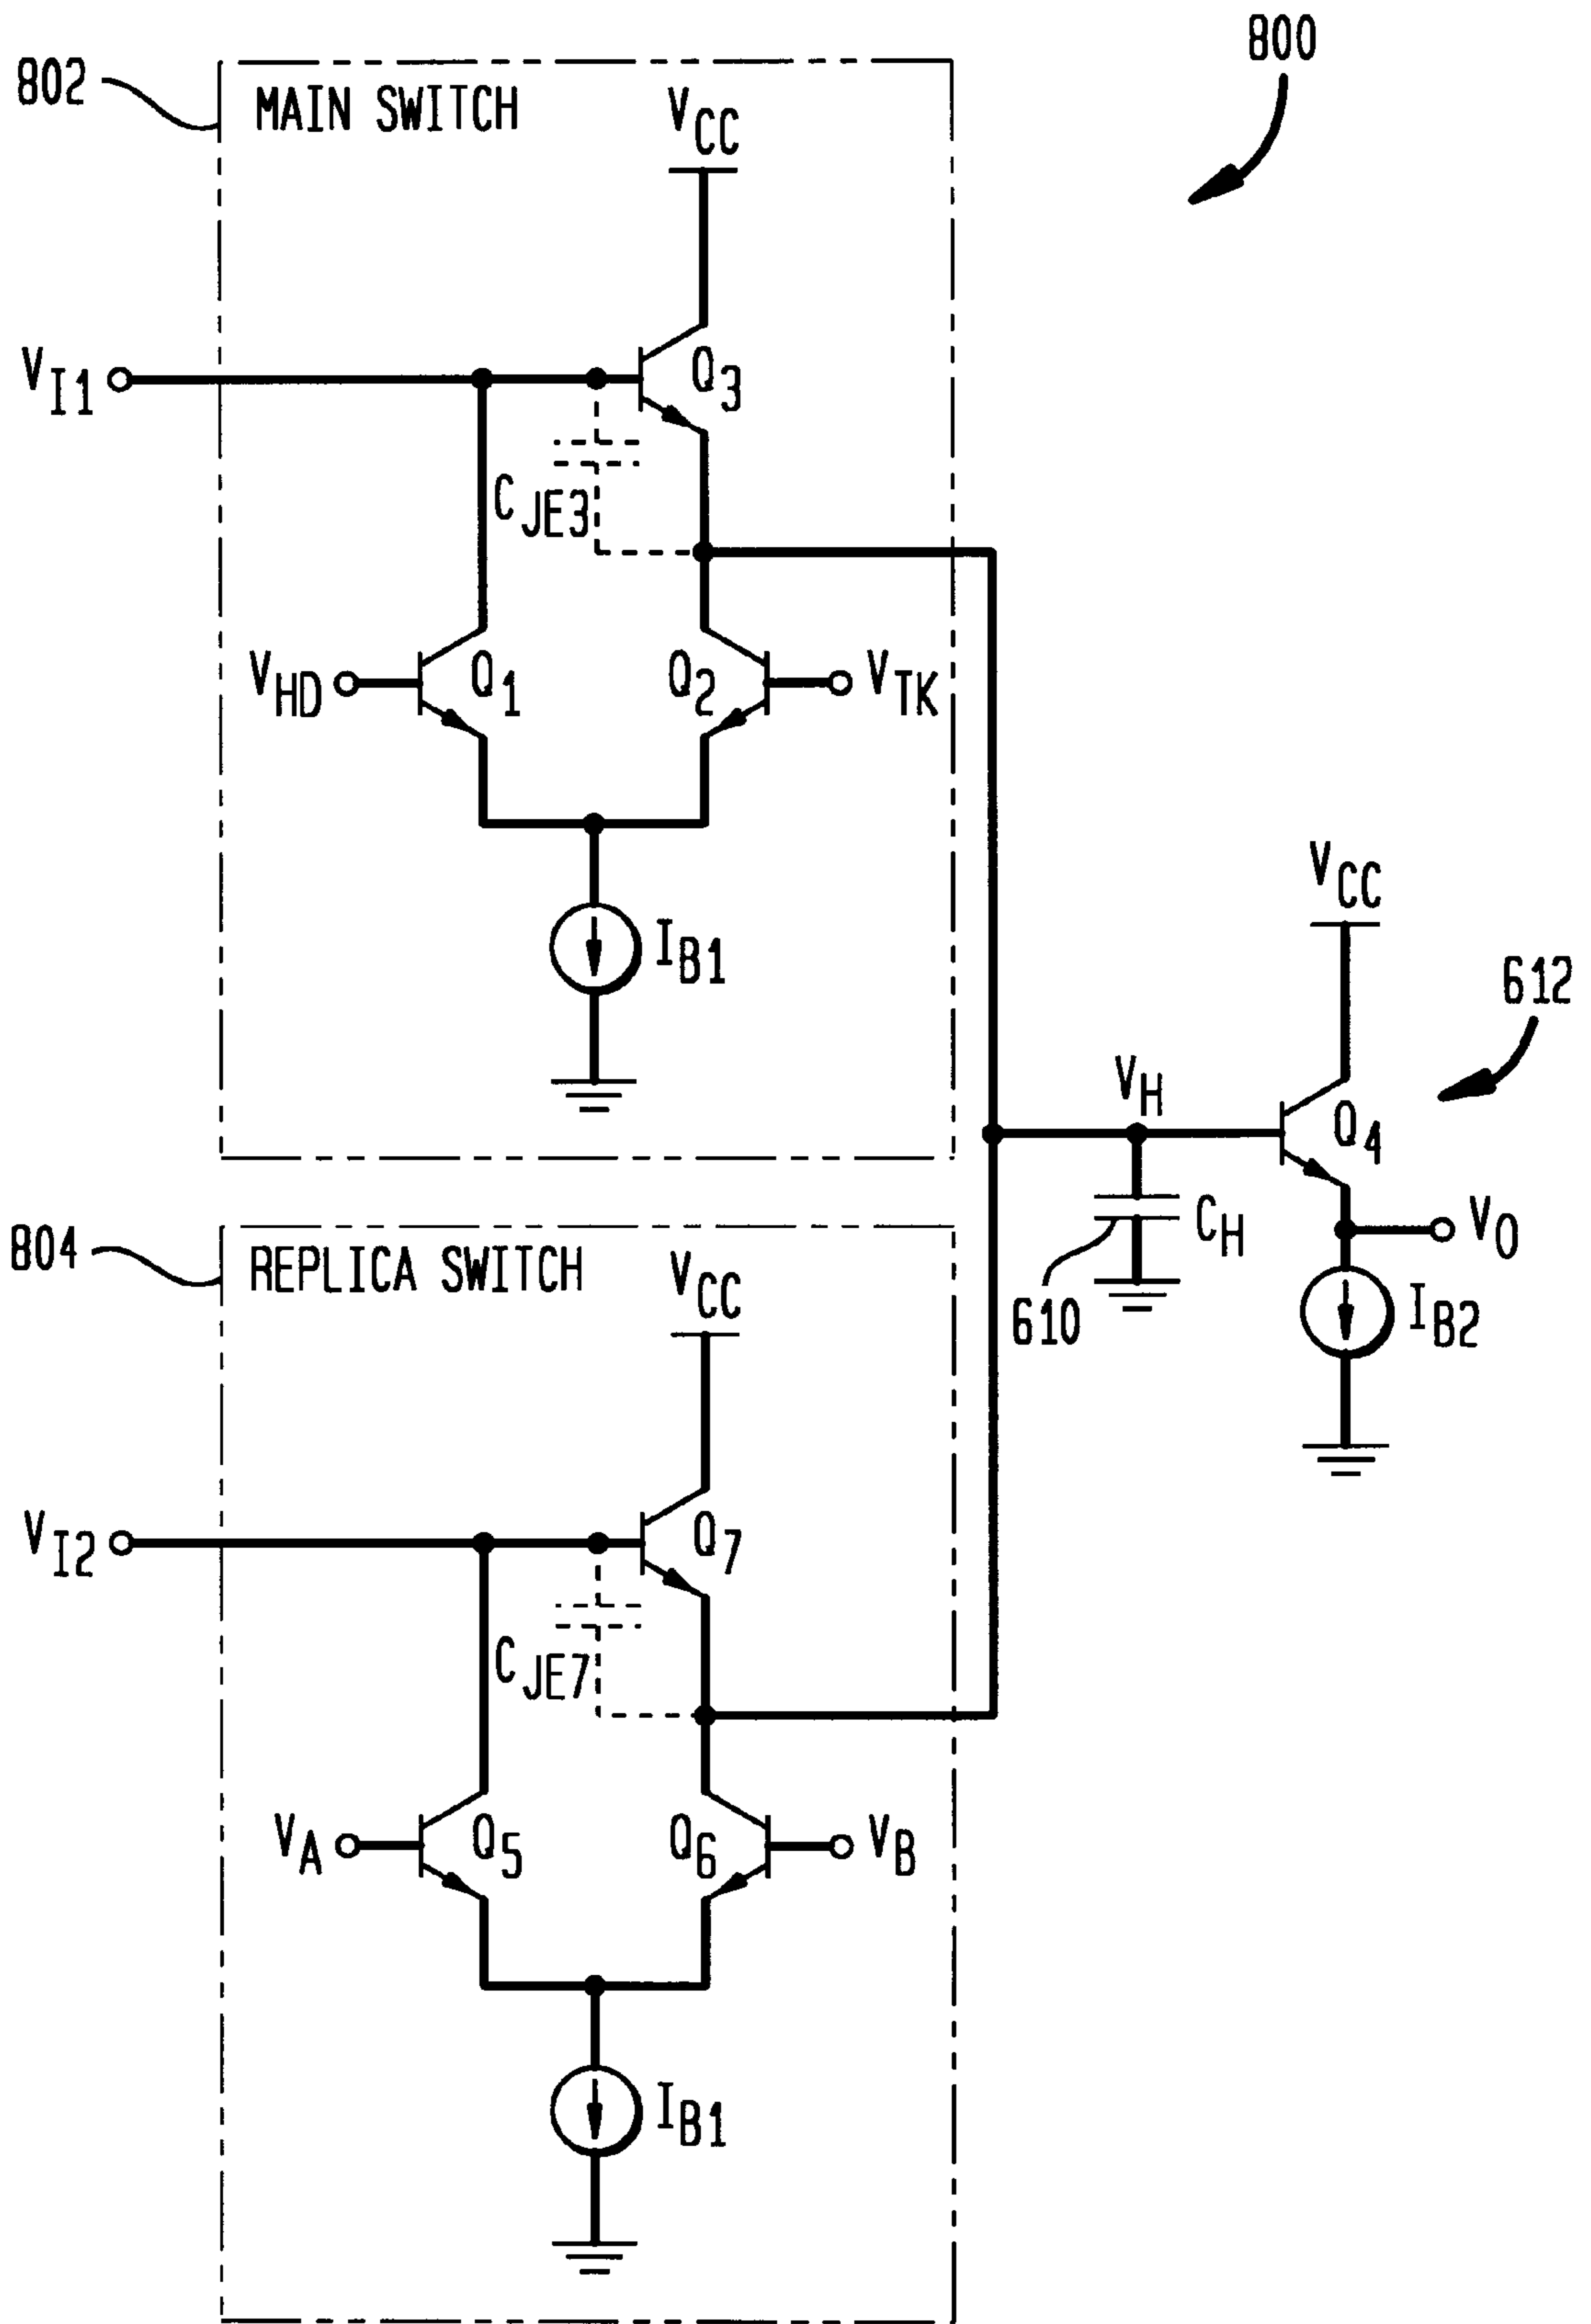 800
802
MAIN SWITCH
VCC
VI1
Q3
CJE3
VHD
Q1
Q2
VTK
IB1
VCC
612
VH
Q4
CH
VO
610
IB2
804
REPLICA SWITCH
VCC
VI2
Q7
CJE7
VA
Q5
Q6
VB
IB1